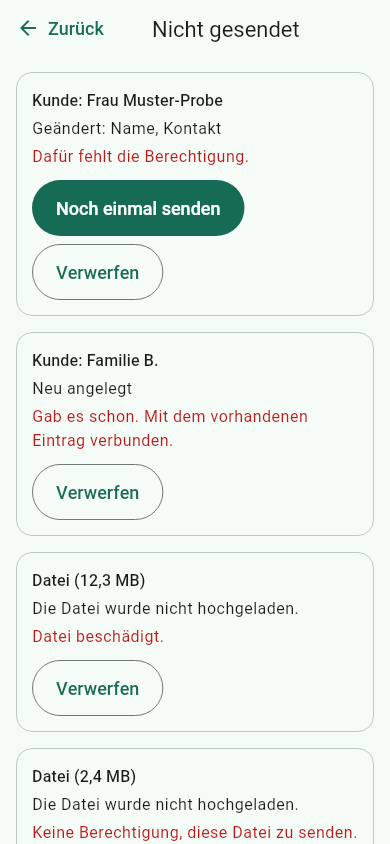 Zurück
Nicht gesendet
Kunde: Frau Muster-Probe
Geändert: Name, Kontakt
Dafür fehlt die Berechtigung.
Noch einmal senden
Verwerfen
Kunde: Familie B.
Neu angelegt
Gab es schon. Mit dem vorhandenen
Eintrag verbunden.
Verwerfen
Datei (12,3 MB)
Die Datei wurde nicht hochgeladen.
Datei beschädigt.
Verwerfen
Datei (2,4 MB)
Die Datei wurde nicht hochgeladen.
Keine Berechtigung, diese Datei zu senden.